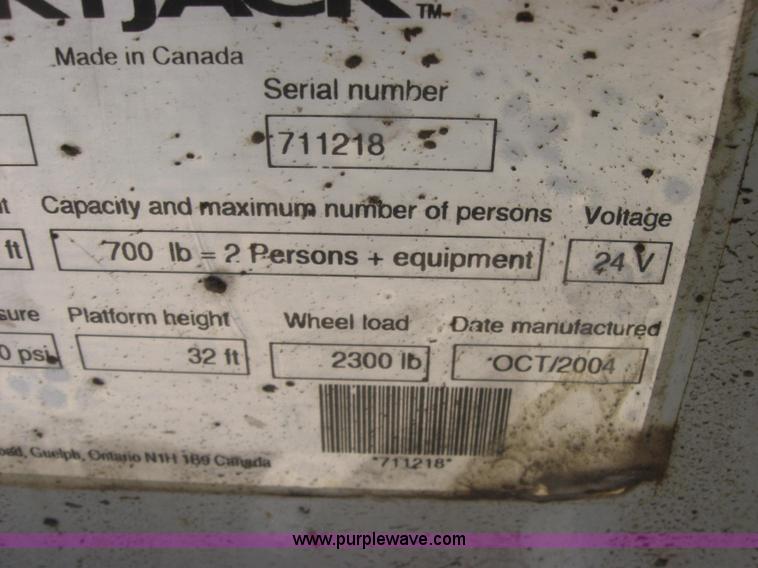 TM
Made in Canada
Serial number
711218
Capacity and maximum number of persons Voltage
ft 700 lb = 2 Persons + equipment 24 V
Platform height Wheel load Date manufactured
0 psi 32 ft 2300 lb OCT/2004
Guelph, Ontario N1H 1B9 Canada
*711218*
www.purplewave.com